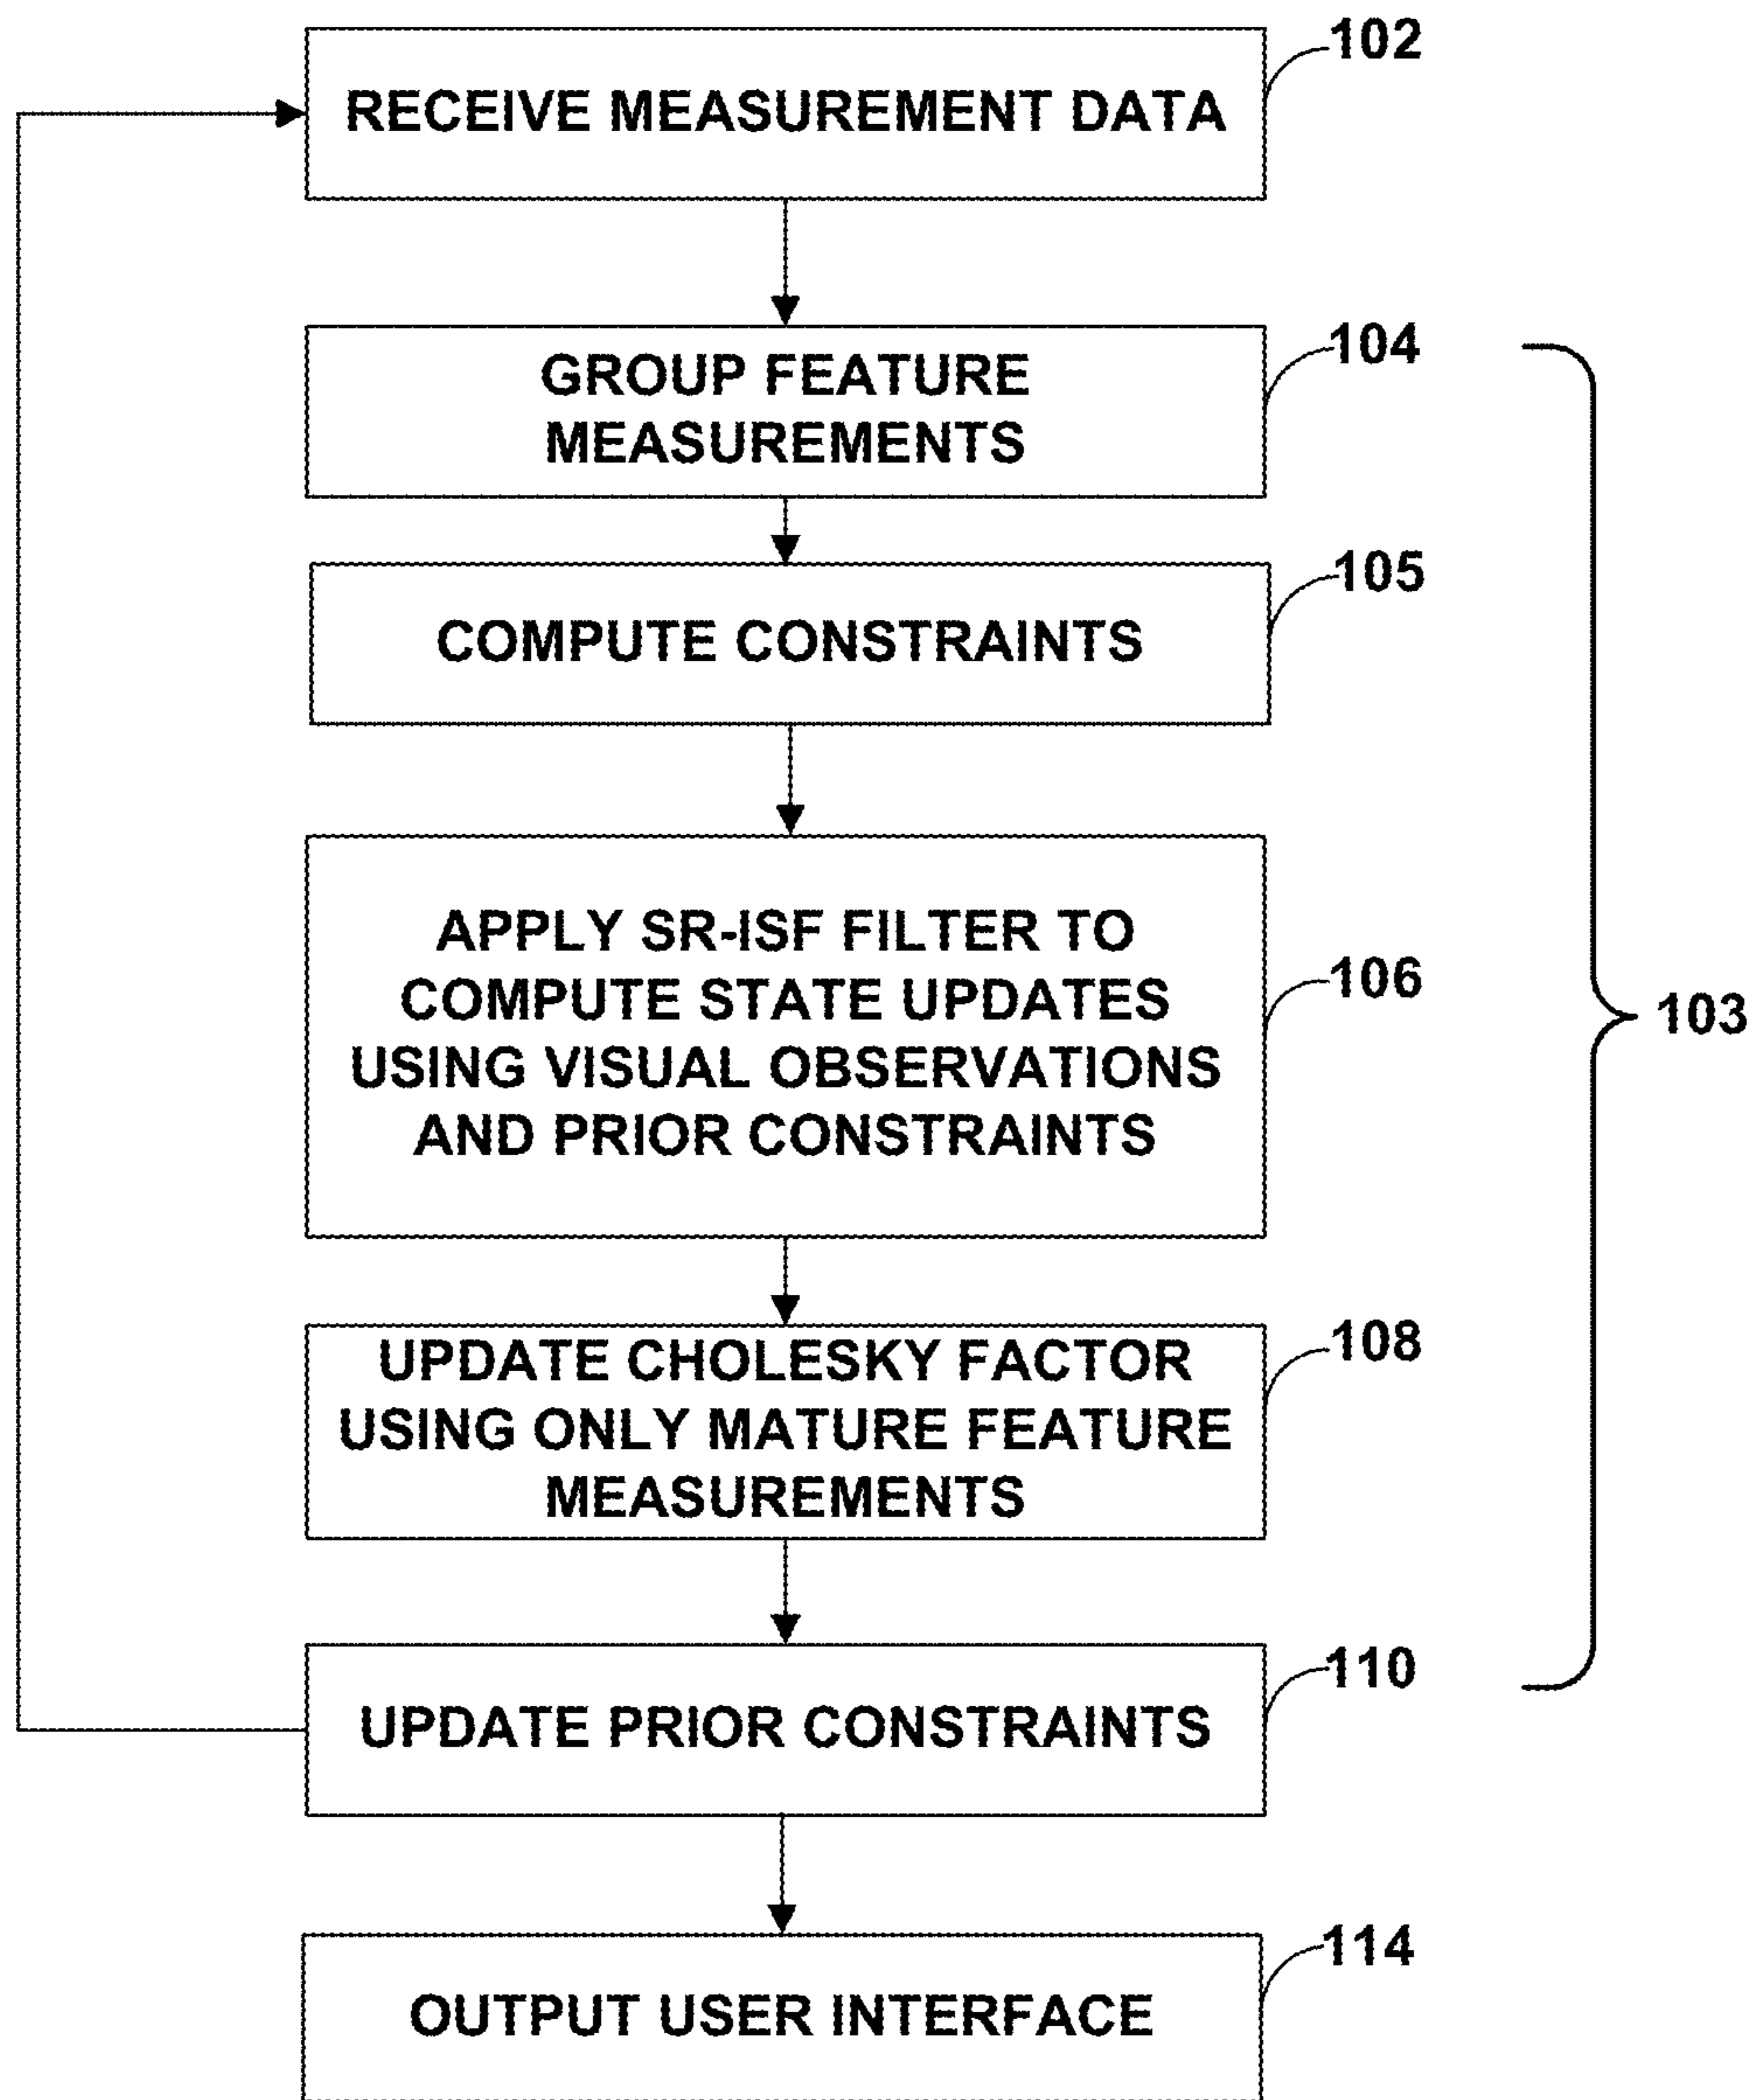 102
RECEIVE MEASUREMENT DATA
104
GROUP FEATURE
MEASUREMENTS
105
COMPUTE CONSTRAINTS
APPLY SR-ISF FILTER TO
COMPUTE STATE UPDATES
USING VISUAL OBSERVATIONS
AND PRIOR CONSTRAINTS
106
103
108
UPDATE CHOLESKY FACTOR
USING ONLY MATURE FEATURE
MEASUREMENTS
110
UPDATE PRIOR CONSTRAINTS
114
OUTPUT USER INTERFACE